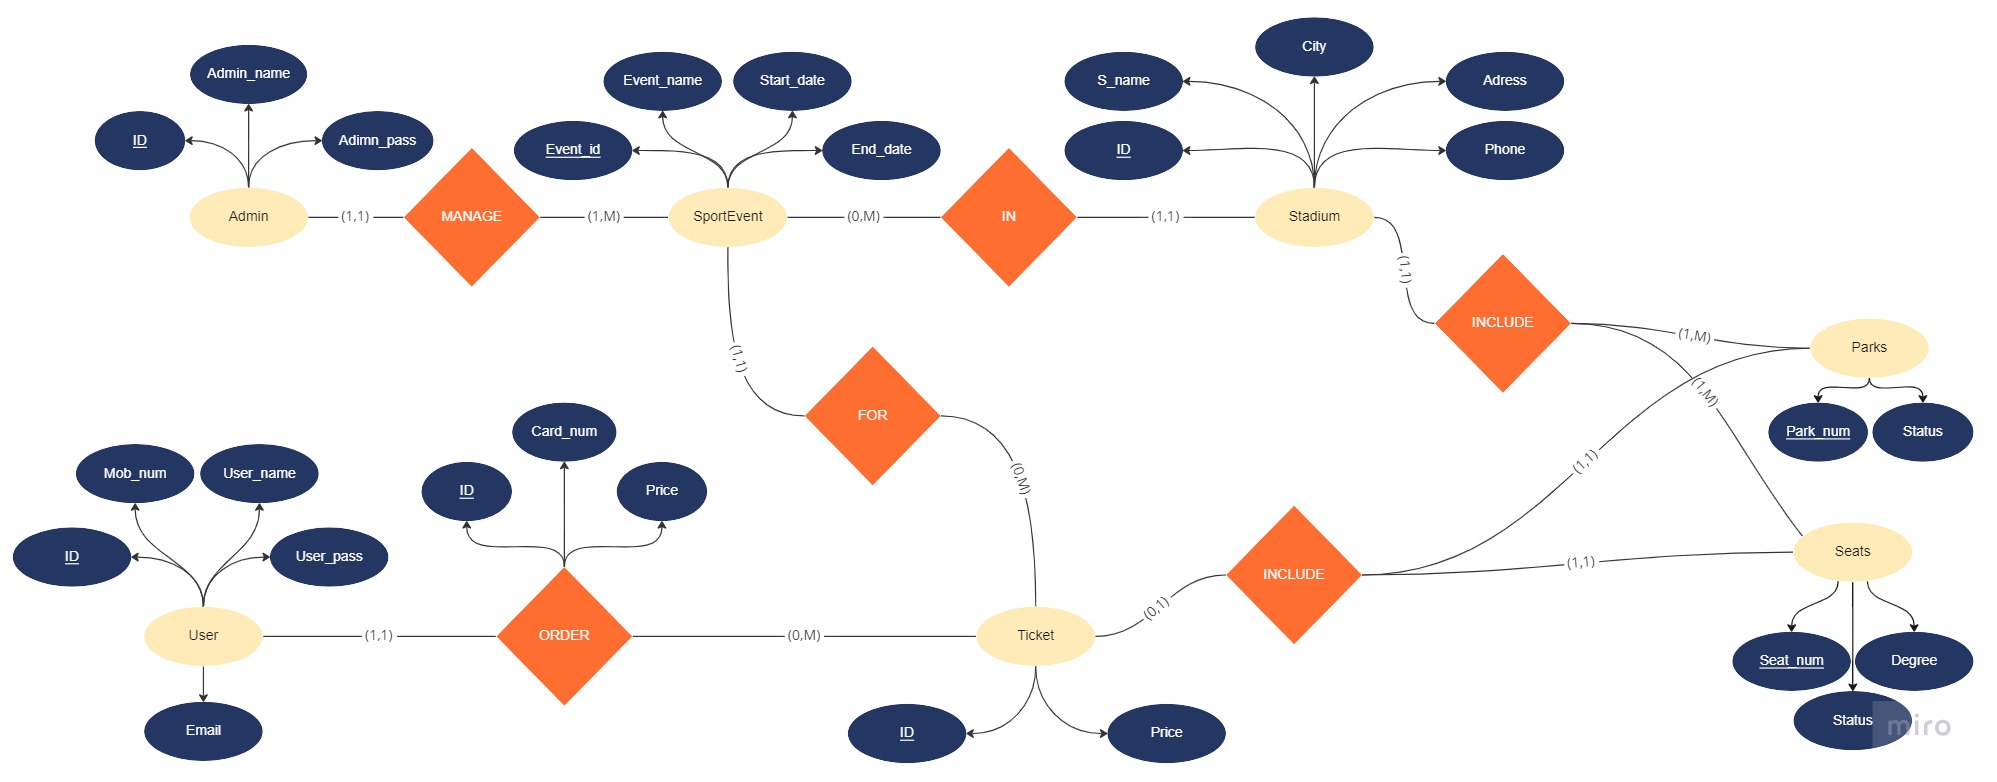 City
Admin_name
Event_name
Start_date
S_name
Adress
ID
Adimn_pass
Event_id
End_date
ID
Phone
Admin
(1,1)
MANAGE
(1,M)
SportEvent
(0,M)
IN
(1,1)
Stadium
(1,1)
INCLUDE
(1,M)
Parks
(1,1)
(1,M)
FOR
Park_num
Status
Card_num
Mob_num
User_name
ID
Price
(0,M)
(1,1)
ID
User_pass
Seats
(1,1)
INCLUDE
(0,1)
User
(1,1)
ORDER
(0,M)
Ticket
Seat_num
Degree
Email
ID
Price
Status
miro